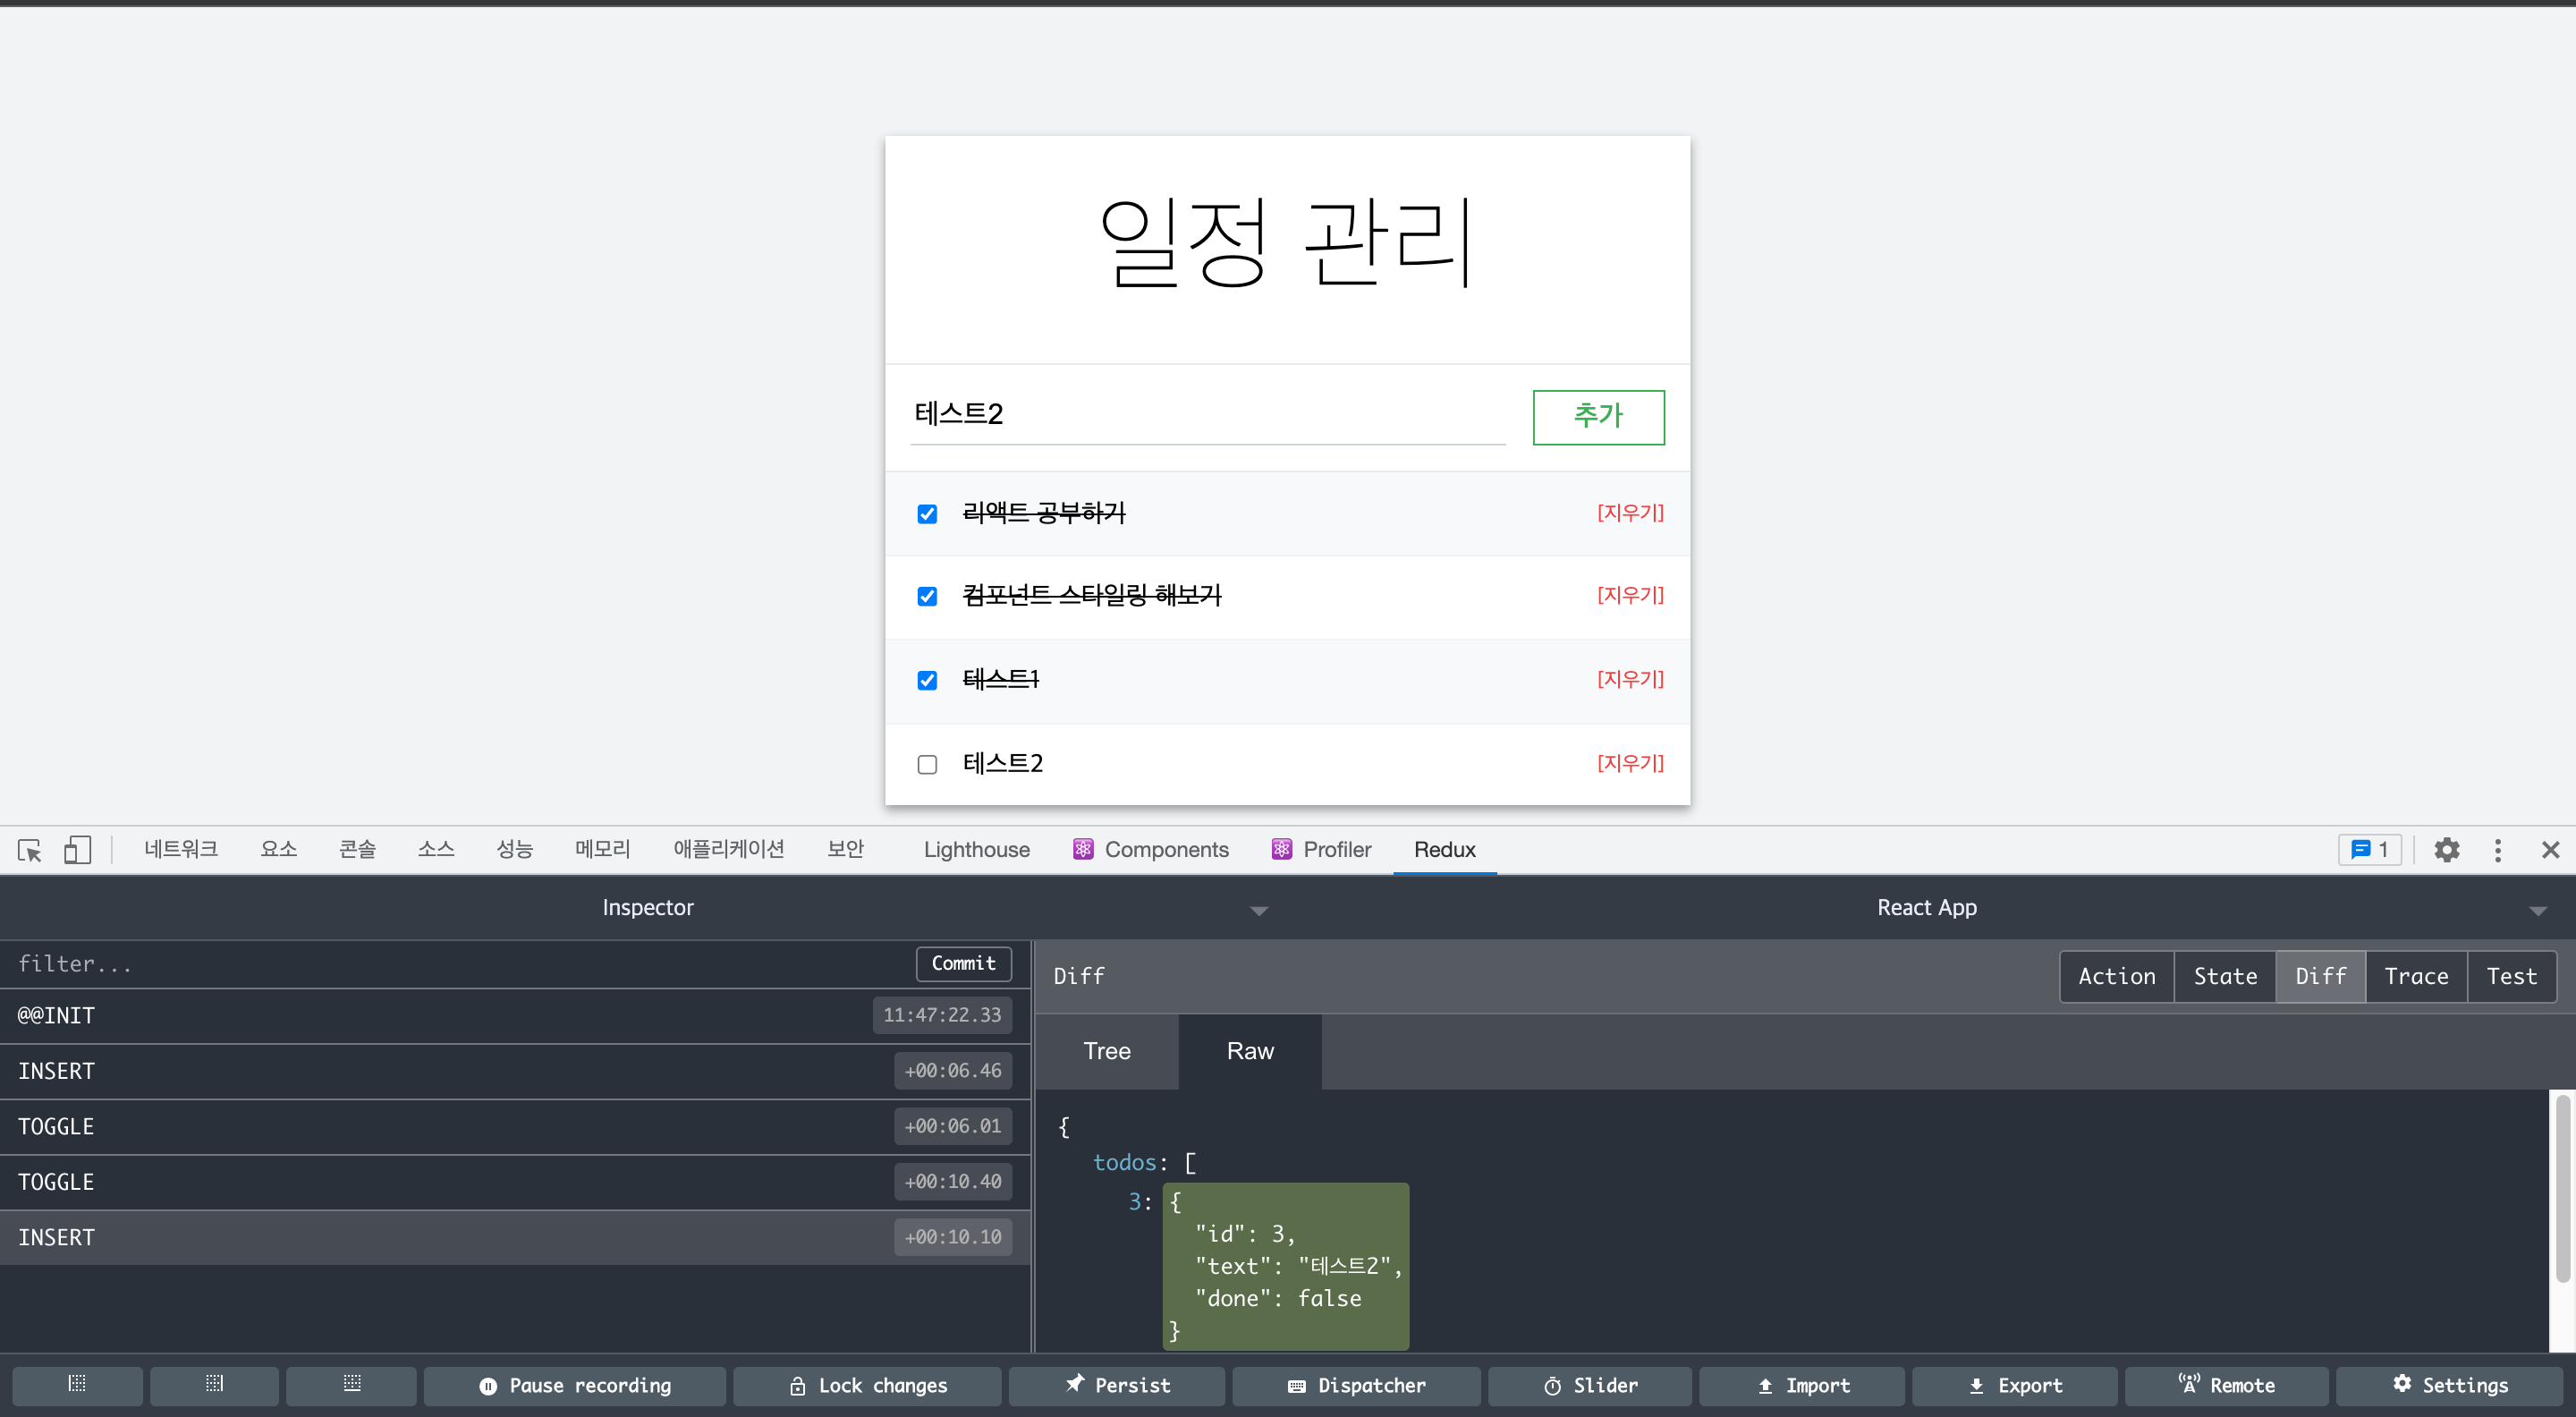 일정 관리
테스트2 추가
리액트 공부하기 [지우기]
컴포넌트 스타일링 해보기 [지우기]
테스트1 [지우기]
테스트2 [지우기]
네트워크 요소 콘솔 소스 성능 메모리 애플리케이션 보안 Lighthouse Components Profiler Redux 1
Inspector React App
filter... Commit
@@INIT 11:47:22.33
INSERT +00:06.46
TOGGLE +00:06.01
TOGGLE +00:10.40
INSERT +00:10.10
Diff Action State Diff Trace Test
Tree Raw
{
todos: [
3: {
"id": 3,
"text": "테스트2",
"done": false
}
Pause recording Lock changes Persist Dispatcher Slider Import Export Remote Settings